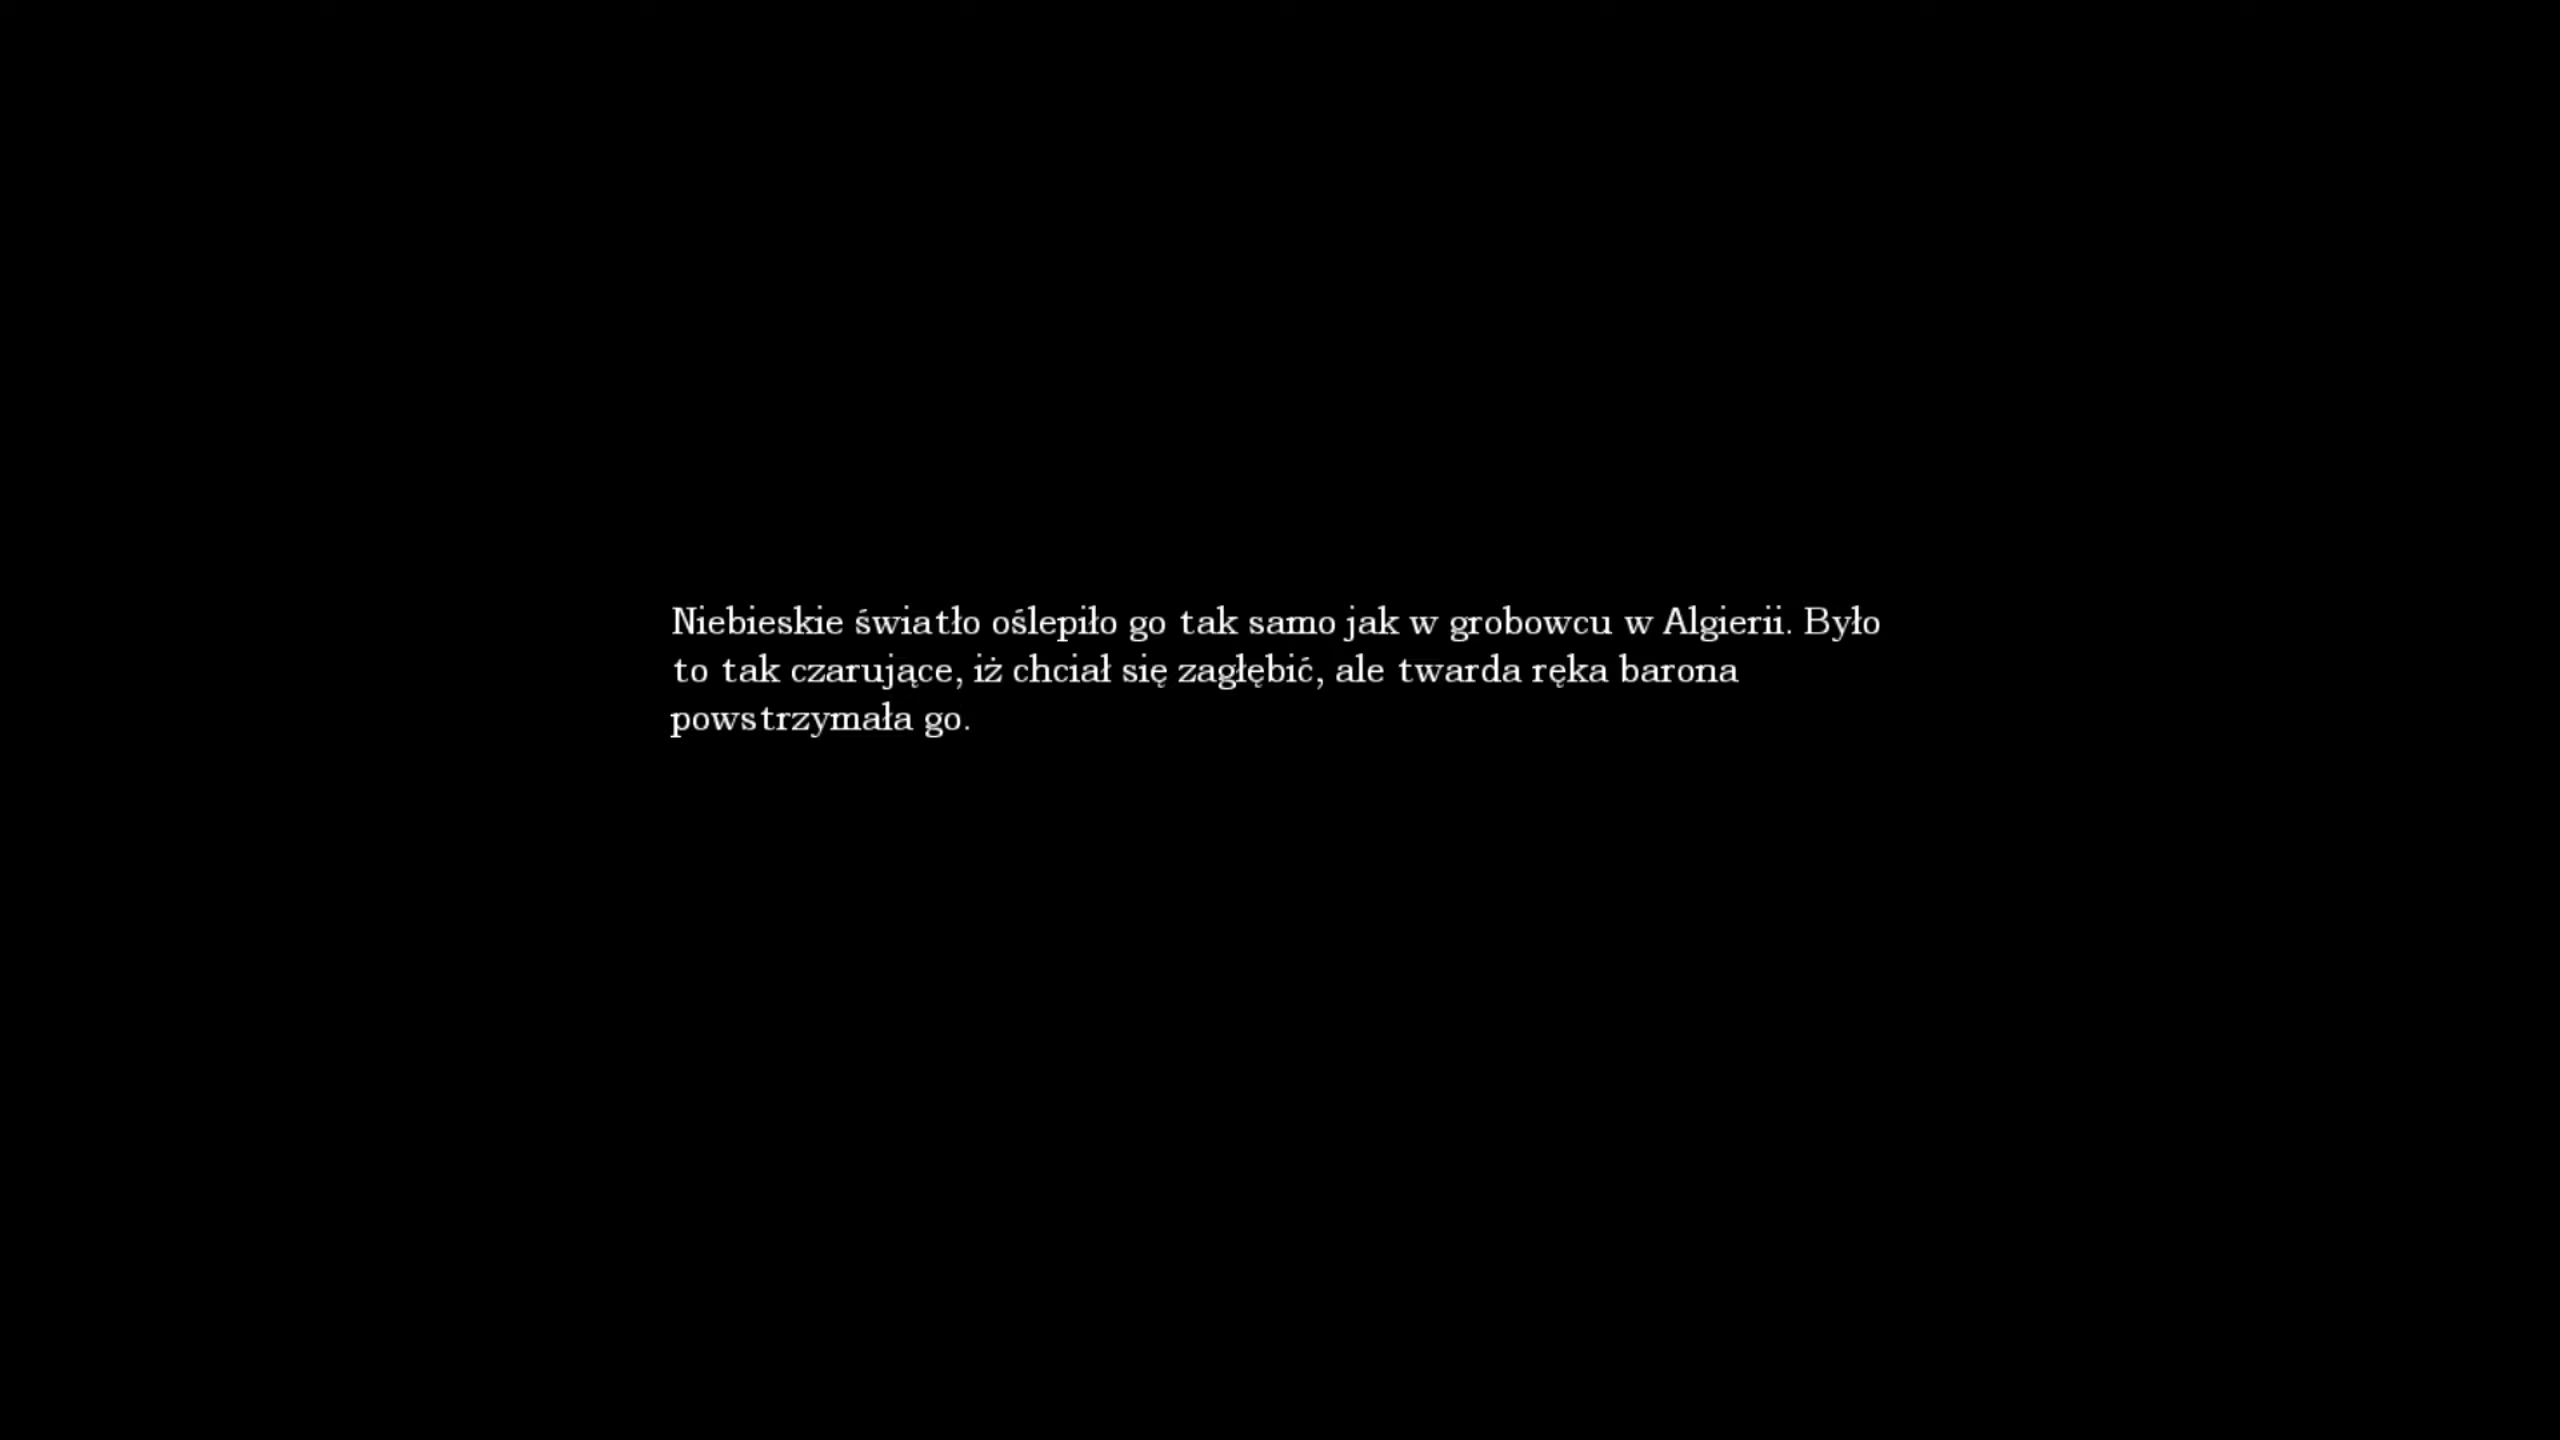 Niebieskie światło oślepiło go tak samo jak w grobowcu w Algierii. Było
to tak czarujące, iż chciał się zagłębić, ale twarda ręka barona
powstrzymała go.